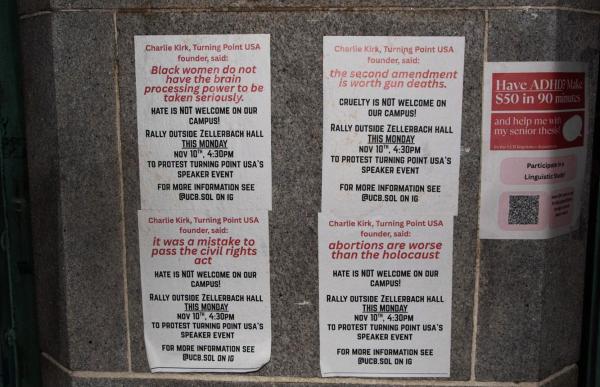 Charlie Kirk, Turning Point USA
founder, said:
Black women do not
have the brain
processing power to be
taken seriously.
HATE IS NOT WELCOME ON OUR
CAMPUS!
RALLY OUTSIDE ZELLERBACH HALL
THIS MONDAY
NOV 10TH, 4:30PM
TO PROTEST TURNING POINT USA'S
SPEAKER EVENT
FOR MORE INFORMATION SEE
@UCB.SOL ON IG
Charlie Kirk, Turning Point USA
founder, said:
the second amendment
is worth gun deaths.
CRUELTY IS NOT WELCOME ON
OUR CAMPUS!
RALLY OUTSIDE ZELLERBACH HALL
THIS MONDAY
NOV 10TH, 4:30PM
TO PROTEST TURNING POINT USA'S
SPEAKER EVENT
FOR MORE INFORMATION SEE
@UCB.SOL ON IG
Have ADHD? Make
$50 in 90 minutes
and help me with
my senior thesis!
Participate in a
Linguistic Study!
Charlie Kirk, Turning Point USA
founder, said:
it was a mistake to
pass the civil rights
act
HATE IS NOT WELCOME ON OUR
CAMPUS!
RALLY OUTSIDE ZELLERBACH HALL
THIS MONDAY
NOV 10TH, 4:30PM
TO PROTEST TURNING POINT USA'S
SPEAKER EVENT
FOR MORE INFORMATION SEE
@UCB.SOL ON IG
Charlie Kirk, Turning Point USA
founder, said:
abortions are worse
than the holocaust
HATE IS NOT WELCOME ON OUR
CAMPUS!
RALLY OUTSIDE ZELLERBACH HALL
THIS MONDAY
NOV 10TH, 4:30PM
TO PROTEST TURNING POINT USA'S
SPEAKER EVENT
FOR MORE INFORMATION SEE
@UCB.SOL ON IG